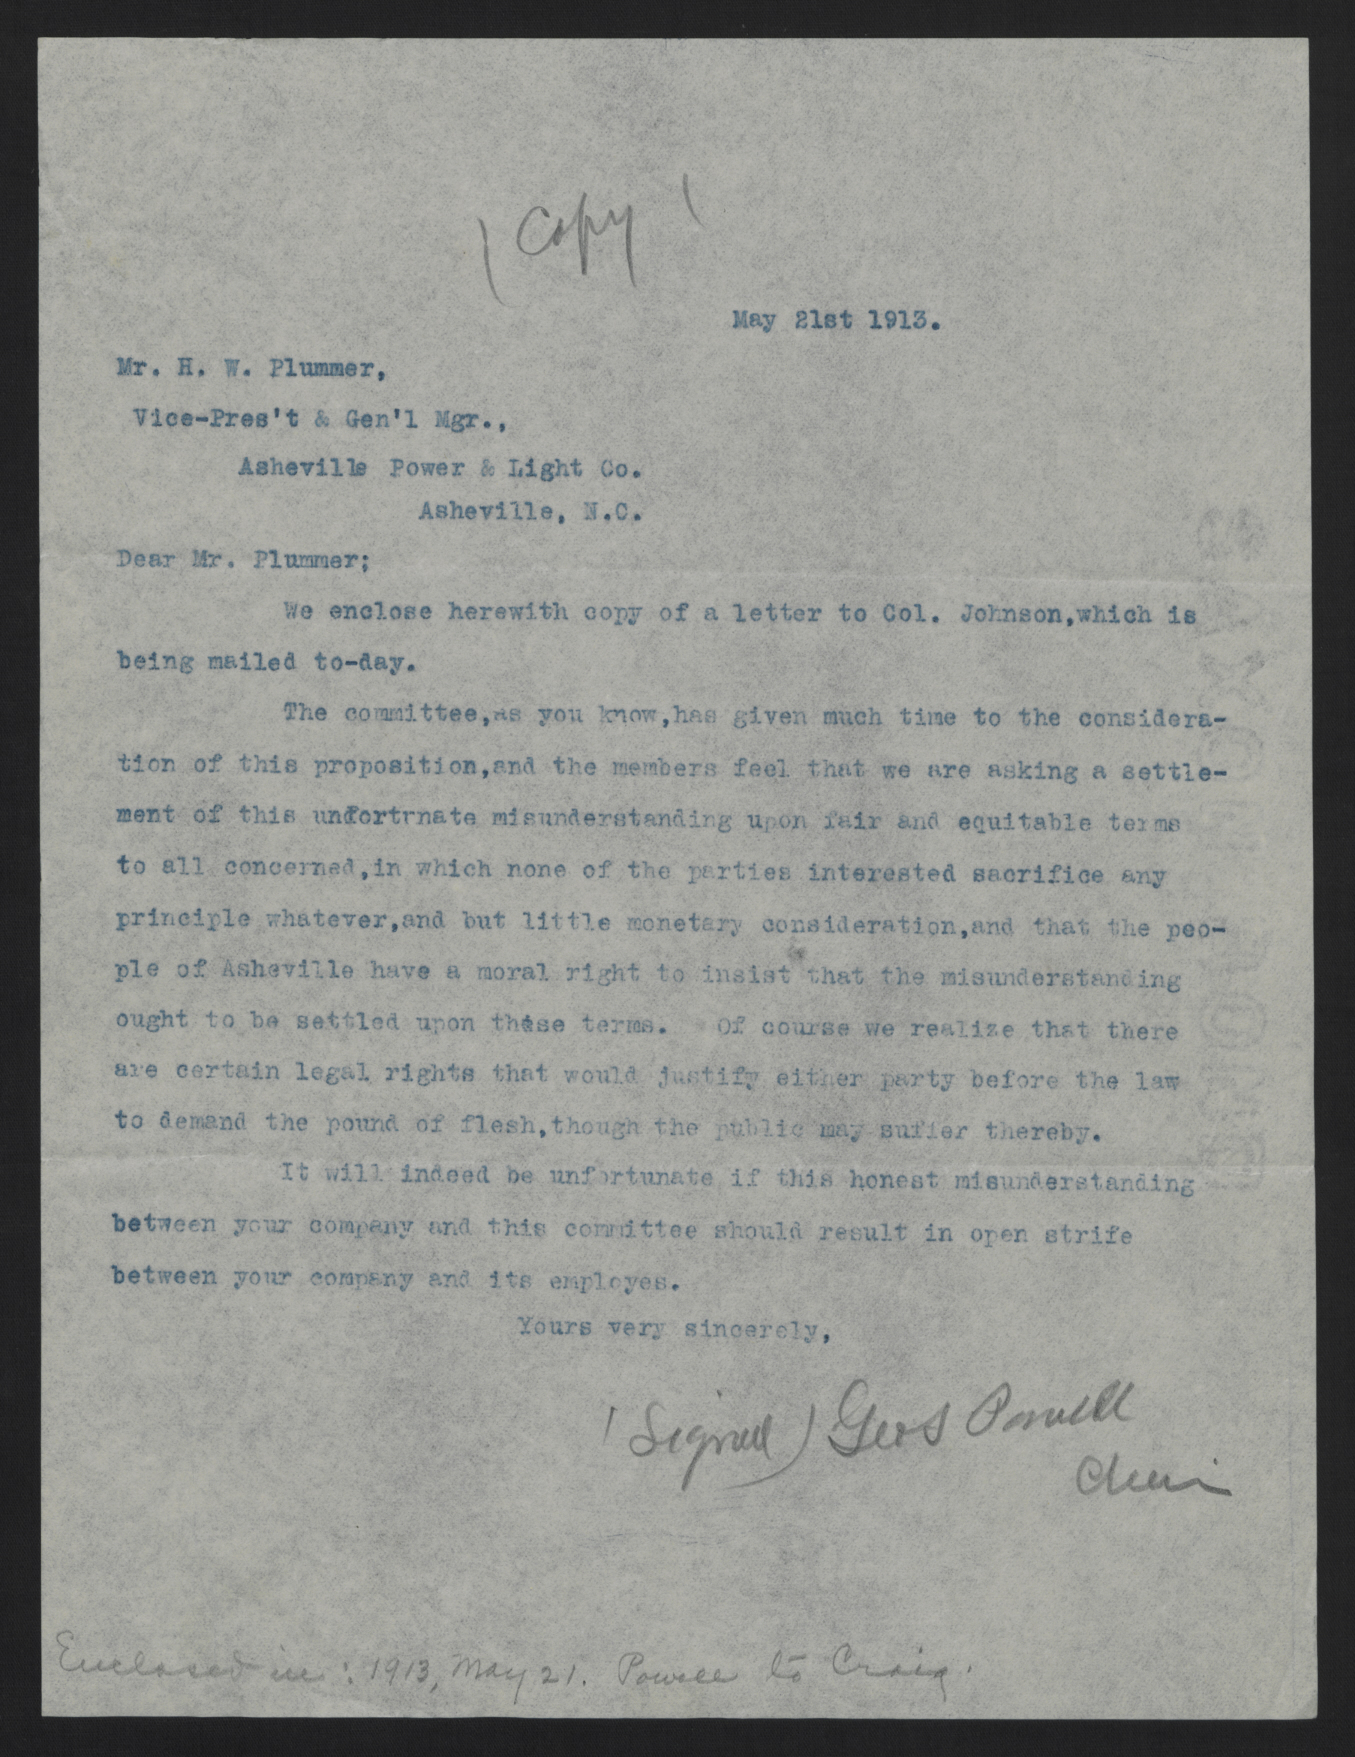 ( Copy )
May 21st 1913.
Mr. H. W. Plummer,
Vice-Pres't & Gen'l Mgr.,
Asheville Power & Light Co.
Asheville, N.C.
Dear Mr. Plummer;
We enclose herewith copy of a letter to Col. Johnson,which is
being mailed to-day.
The committee,as you know,has given much time to the considera-
tion of this proposition,and the members feel that we are asking a settle-
ment of this unfortrnate misunderstanding upon fair and equitable terms
to all concerned,in which none of the parties interested sacrifice any
principle whatever,and but little monetary consideration,and that the peo-
ple of Asheville have a moral right to insist that the misunderstanding
ought to be settled upon these terms. Of course we realize that there
are certain legal rights that would justify either party before the law
to demand the pound of flesh,though the public may suffer thereby.
It will indeed be unfortunate if this honest misunderstanding
between your company and this committee should result in open strife
between your company and its employes.
Yours very sincerely,
(Signed) Geo S Powell
Chair
Enclosed in: 1913, May 21. Powell to Craig.